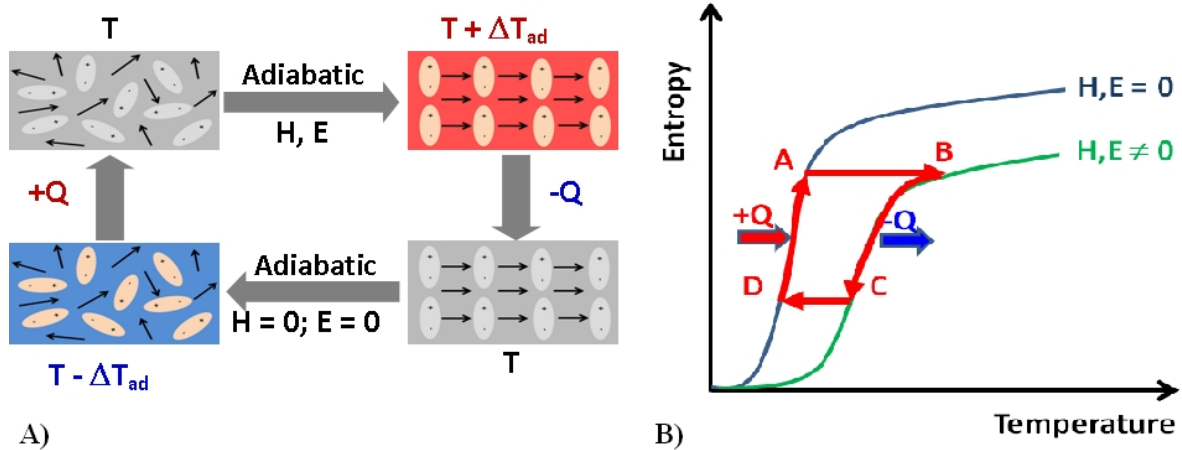 T
T + ΔTad
Adiabatic
H, E
+Q
-Q
Adiabatic
H = 0; E = 0
T - ΔTad
T
A)
Entropy
H,E = 0
H,E ≠ 0
A
B
+Q
-Q
D
C
Temperature
B)